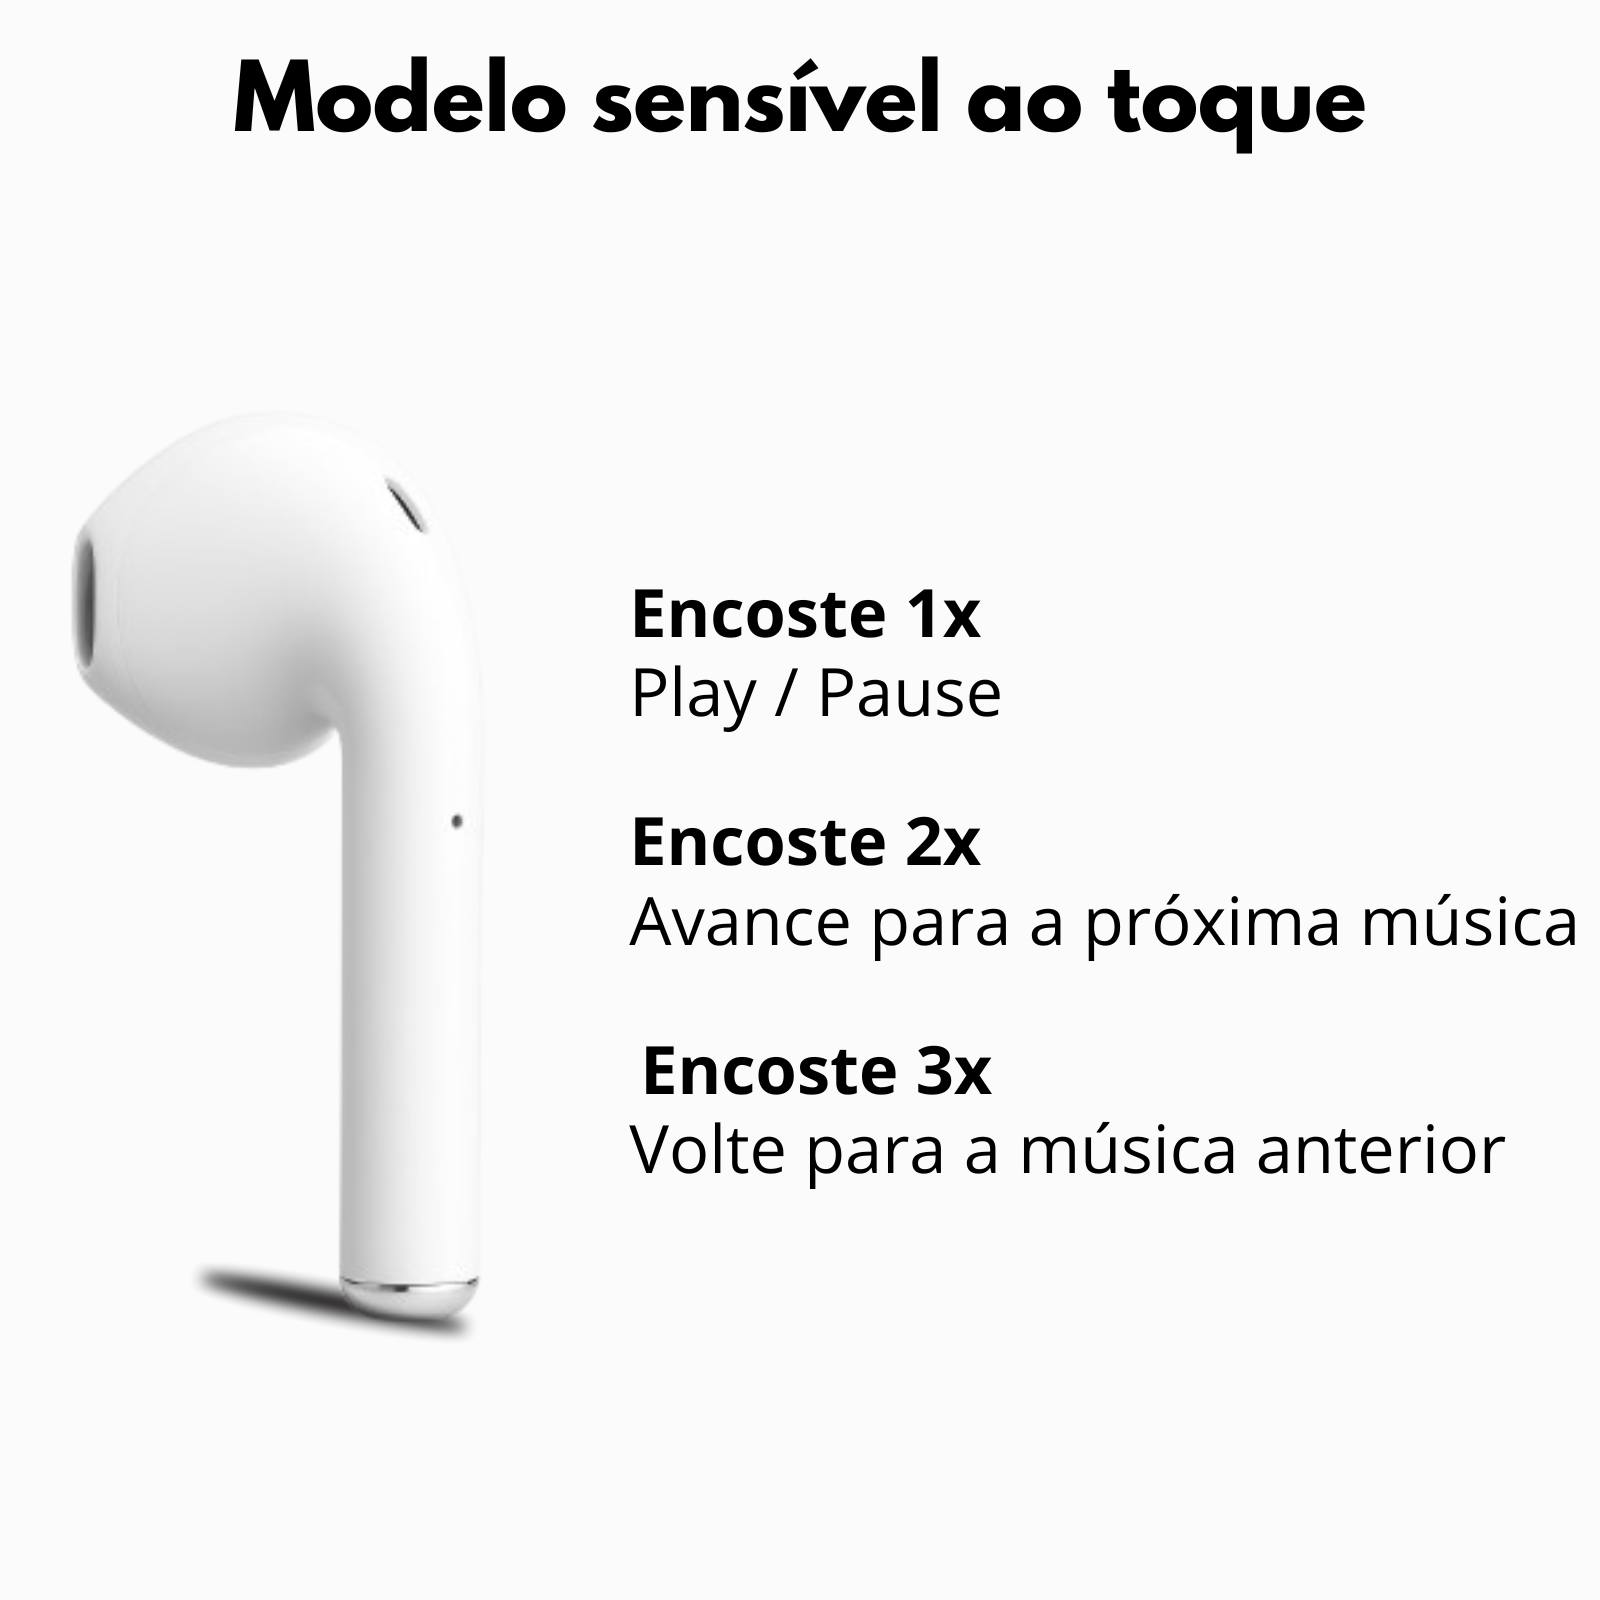 Modelo sensível ao toque
Encoste 1x
Play / Pause
Encoste 2x
Avance para a próxima música
Encoste 3x
Volte para a música anterior